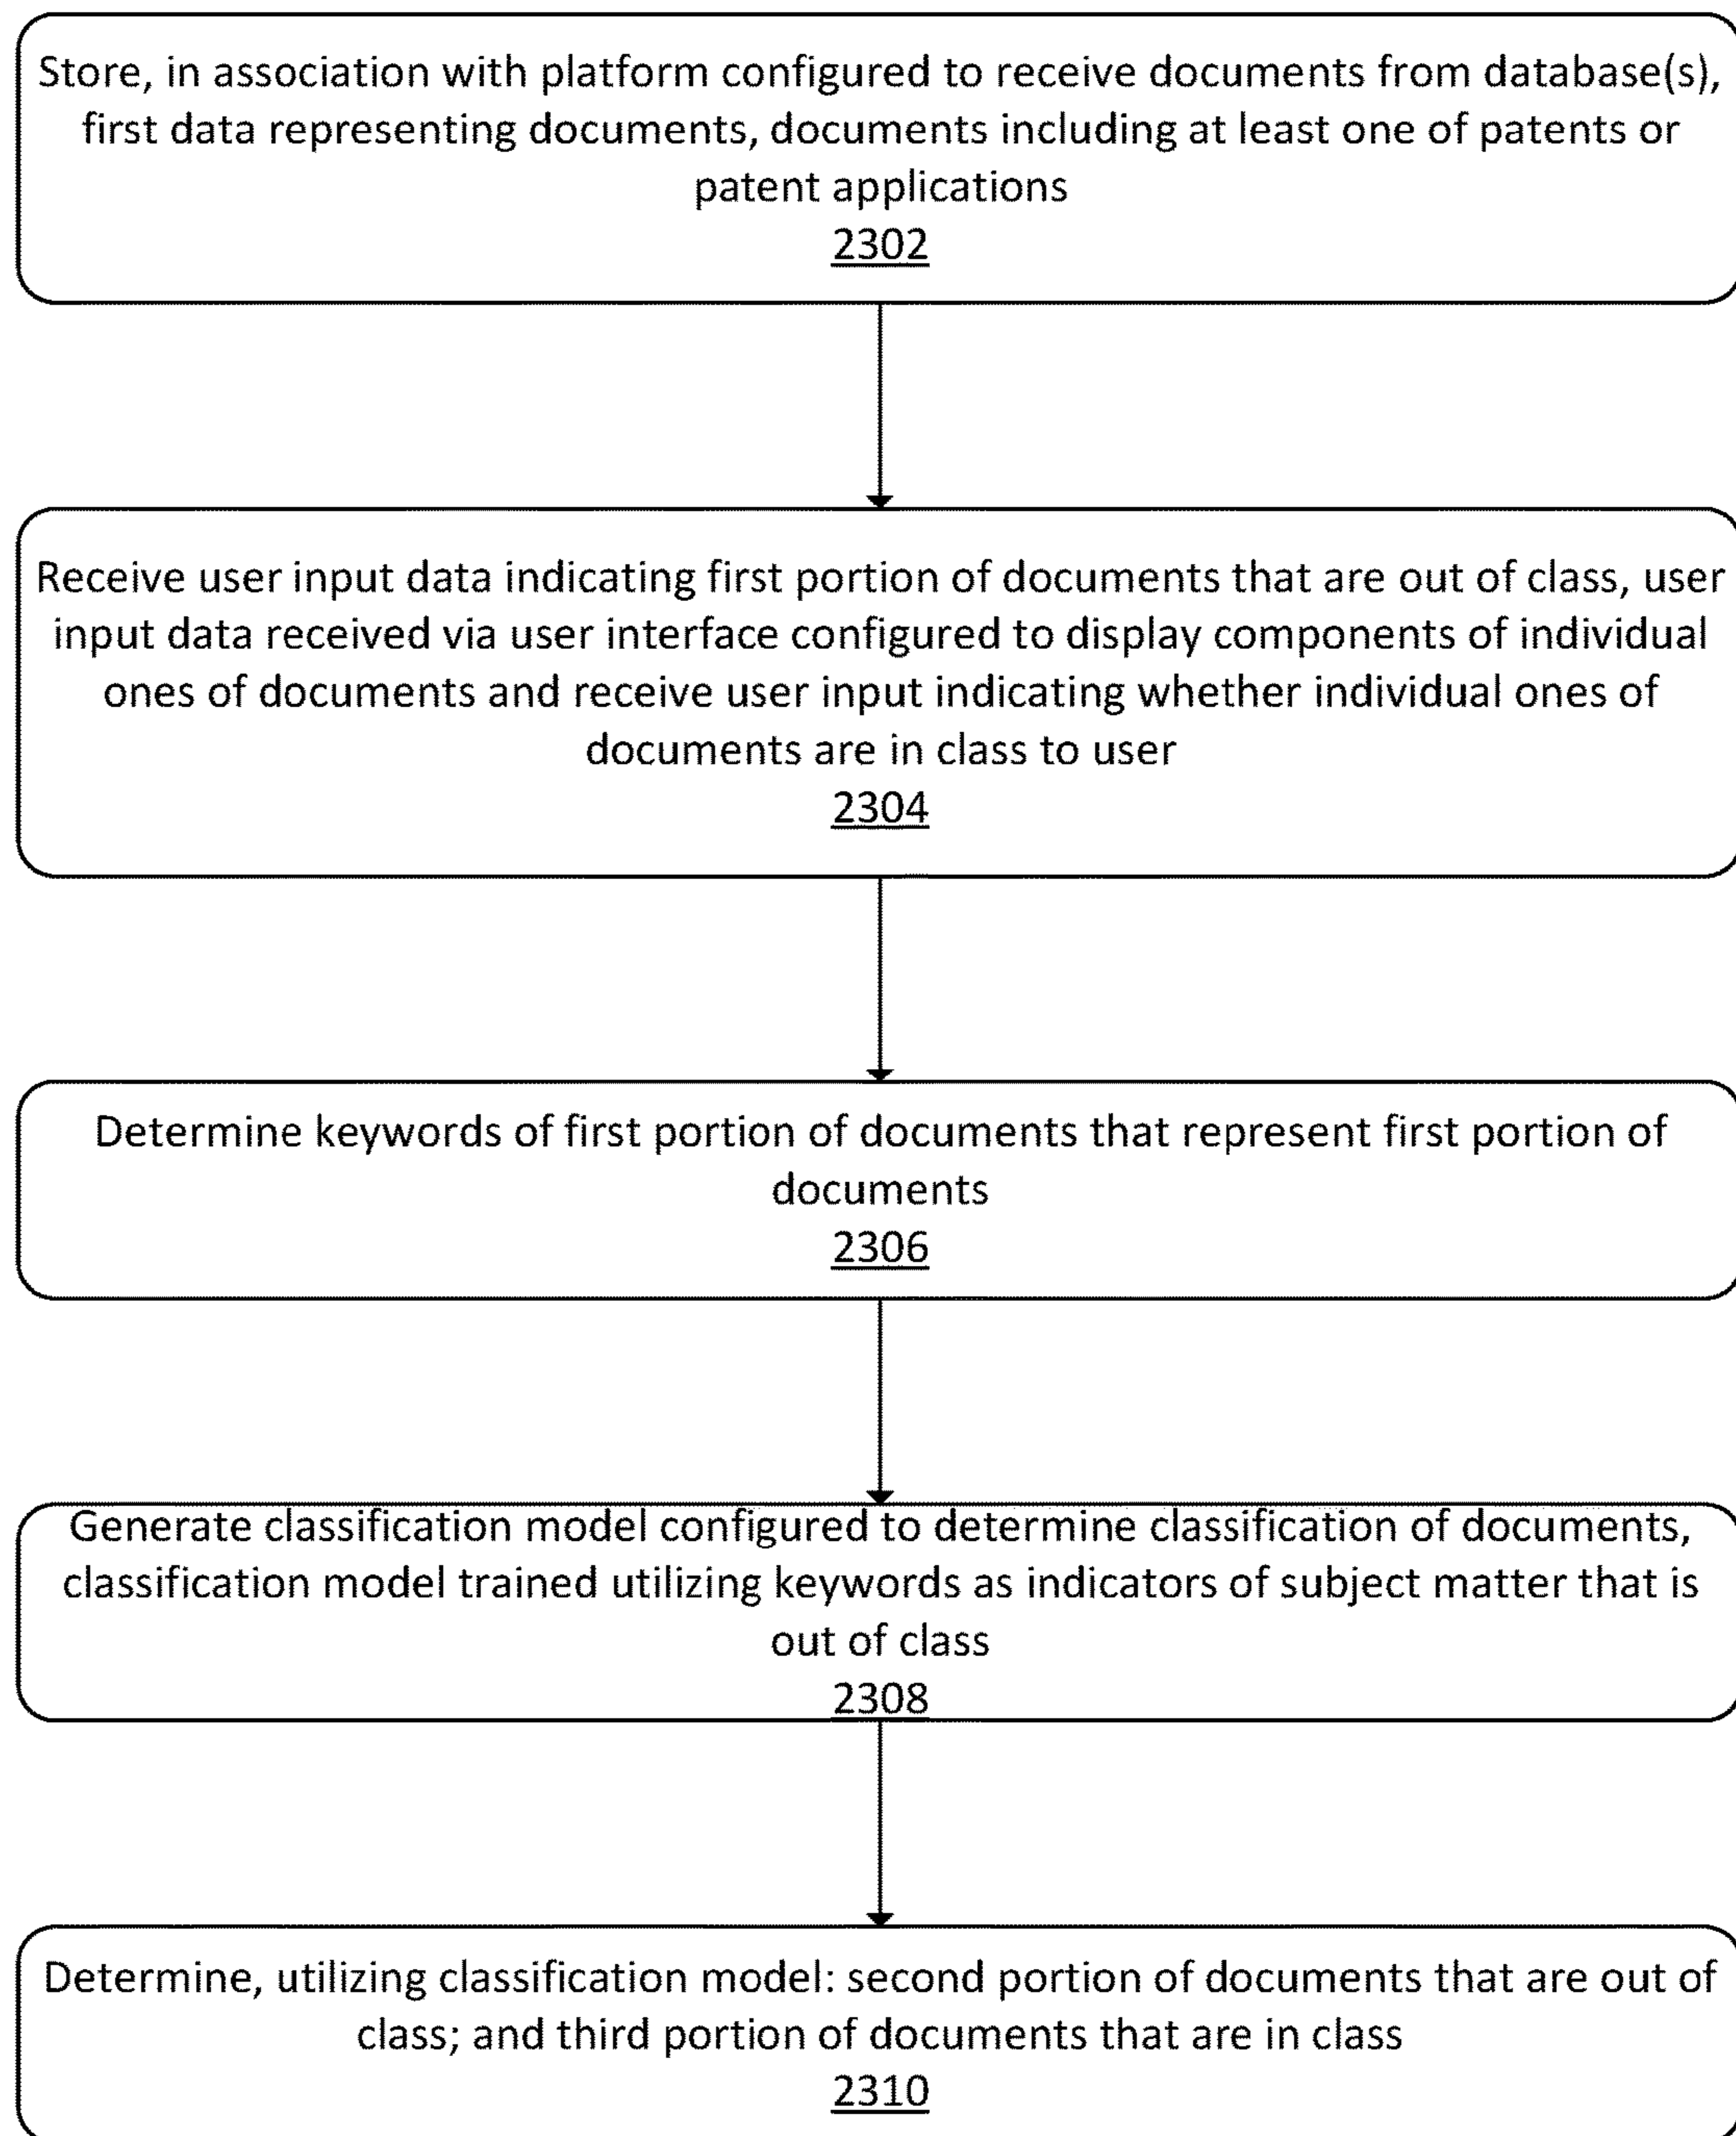 Store, in association with platform configured to receive documents from database(s),
first data representing documents, documents including at least one of patents or
patent applications
2302
Receive user input data indicating first portion of documents that are out of class, user
input data received via user interface configured to display components of individual
ones of documents and receive user input indicating whether individual ones of
documents are in class to user
2304
Determine keywords of first portion of documents that represent first portion of
documents
2306
Generate classification model configured to determine classification of documents,
classification model trained utilizing keywords as indicators of subject matter that is
out of class
2308
Determine, utilizing classification model: second portion of documents that are out of
class; and third portion of documents that are in class
2310